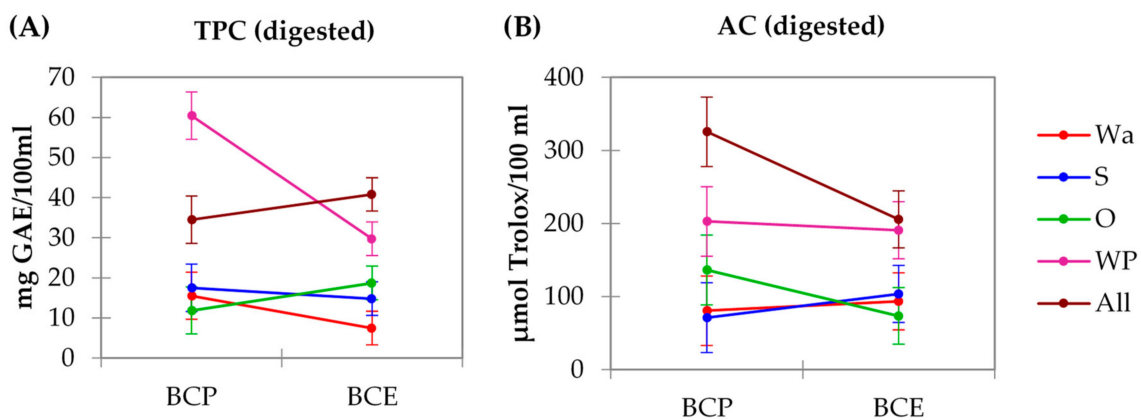 (A)
TPC (digested)
mg GAE/100ml
70
60
50
40
30
20
10
0
BCP
BCE
(B)
AC (digested)
µmol Trolox/100 ml
400
300
200
100
0
BCP
BCE
Wa
S
O
WP
All